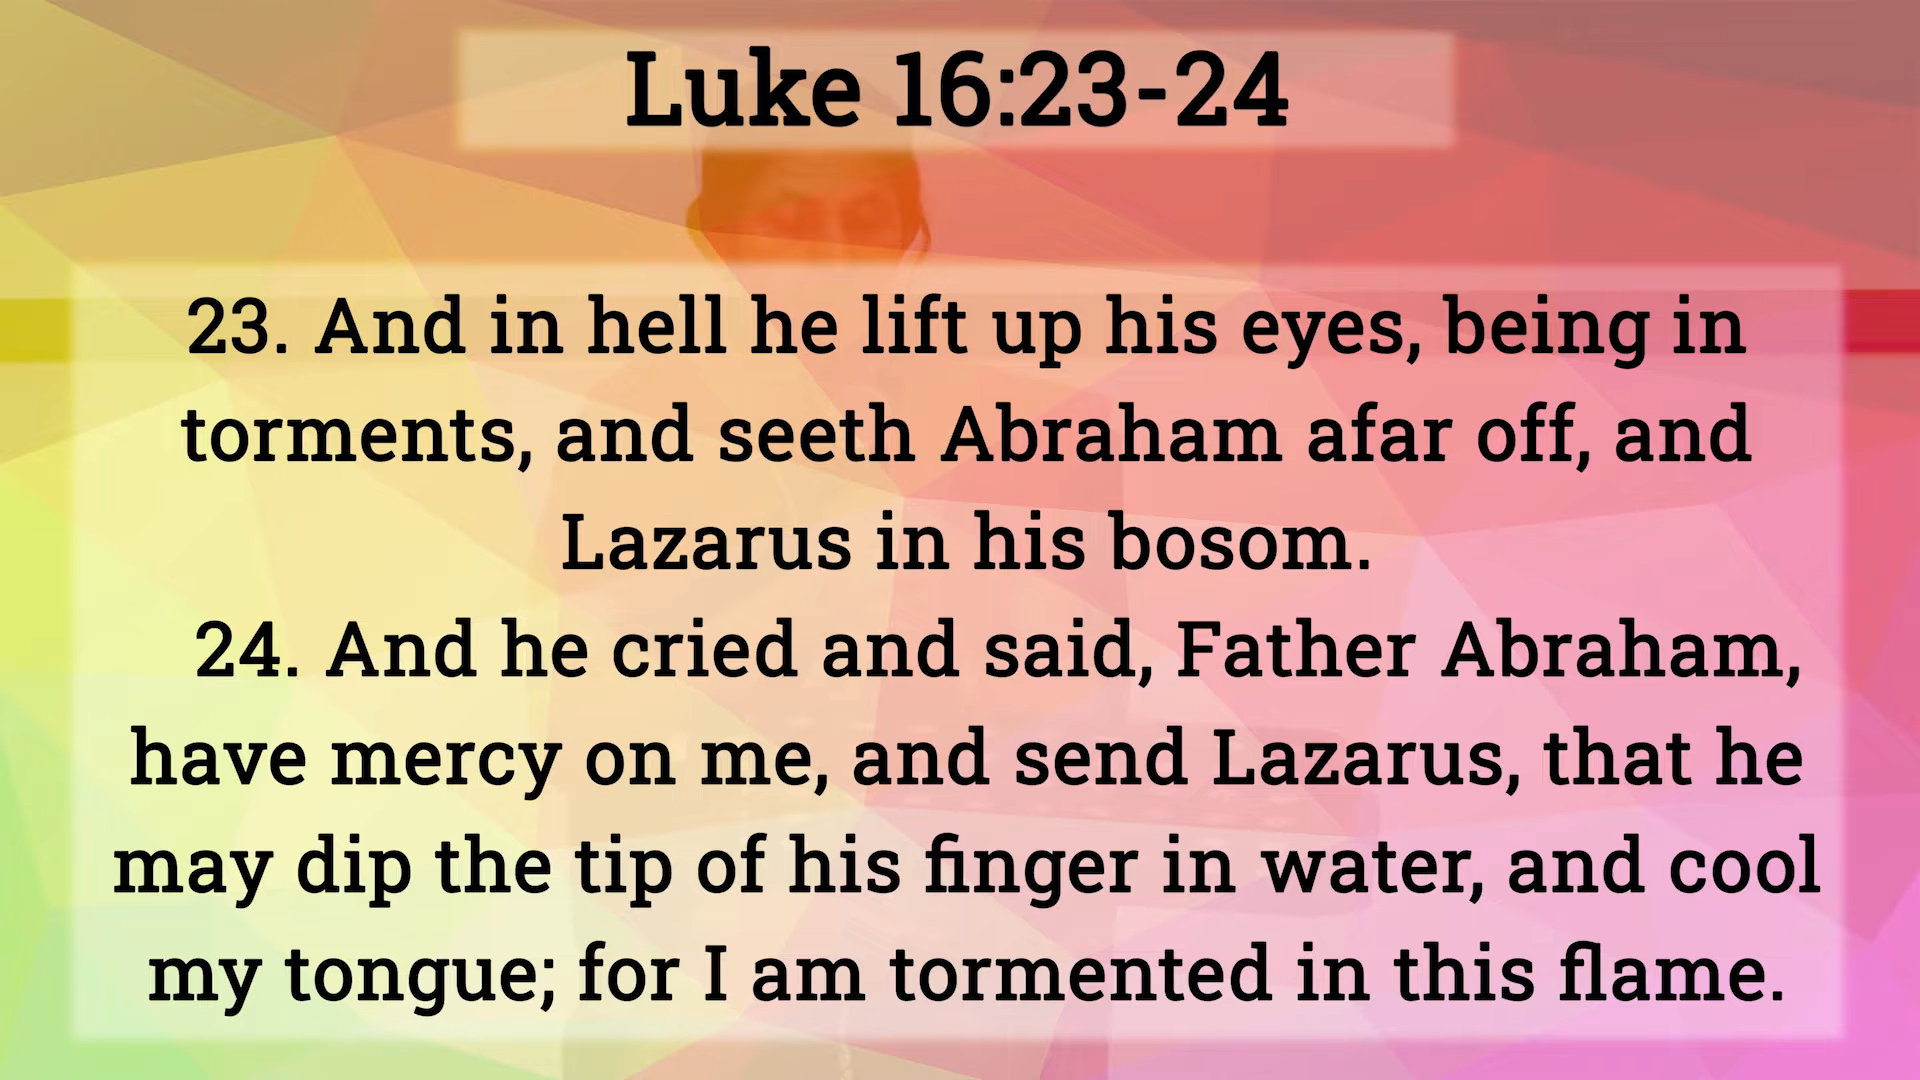 Luke 16:23-24
23. And in hell he lift up his eyes, being in
torments, and seeth Abraham afar off, and
Lazarus in his bosom.
24. And he cried and said, Father Abraham,
have mercy on me, and send Lazarus, that he
may dip the tip of his finger in water, and cool
my tongue; for I am tormented in this flame.